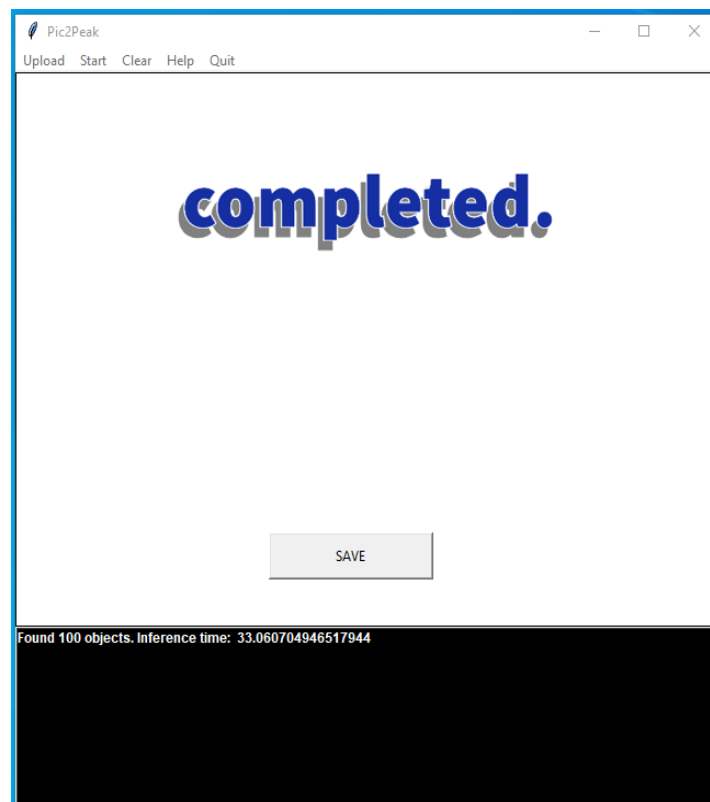 Pic2Peak
Upload Start Clear Help Quit
completed.
SAVE
Found 100 objects. Inference time: 33.060704946517944